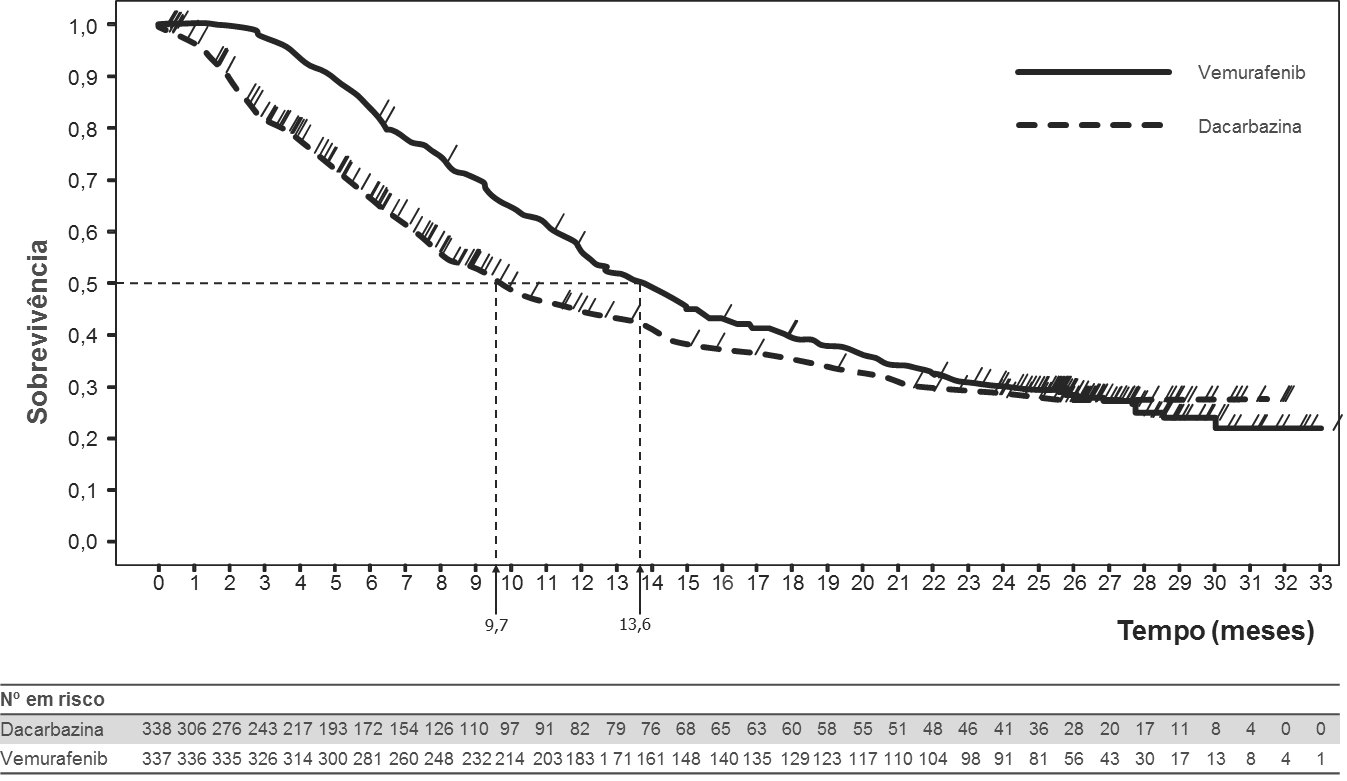 Sobrevivência
1,0
0,9
0,8
0,7
0,6
0,5
0,4
0,3
0,2
0,1
0,0
Vemurafenib
Dacarbazina
0 1 2 3 4 5 6 7 8 9 10 11 12 13 14 15 16 17 18 19 20 21 22 23 24 25 26 27 28 29 30 31 32 33
9,7 13,6
Tempo (meses)
Nº em risco
Dacarbazina 338 306 276 243 217 193 172 154 126 110 97 91 82 79 76 68 65 63 60 58 55 51 48 46 41 36 28 20 17 11 8 4 0 0
Vemurafenib 337 336 335 326 314 300 281 260 248 232 214 203 183 1 71 161 148 140 135 129 123 117 110 104 98 91 81 56 43 30 17 13 8 4 1